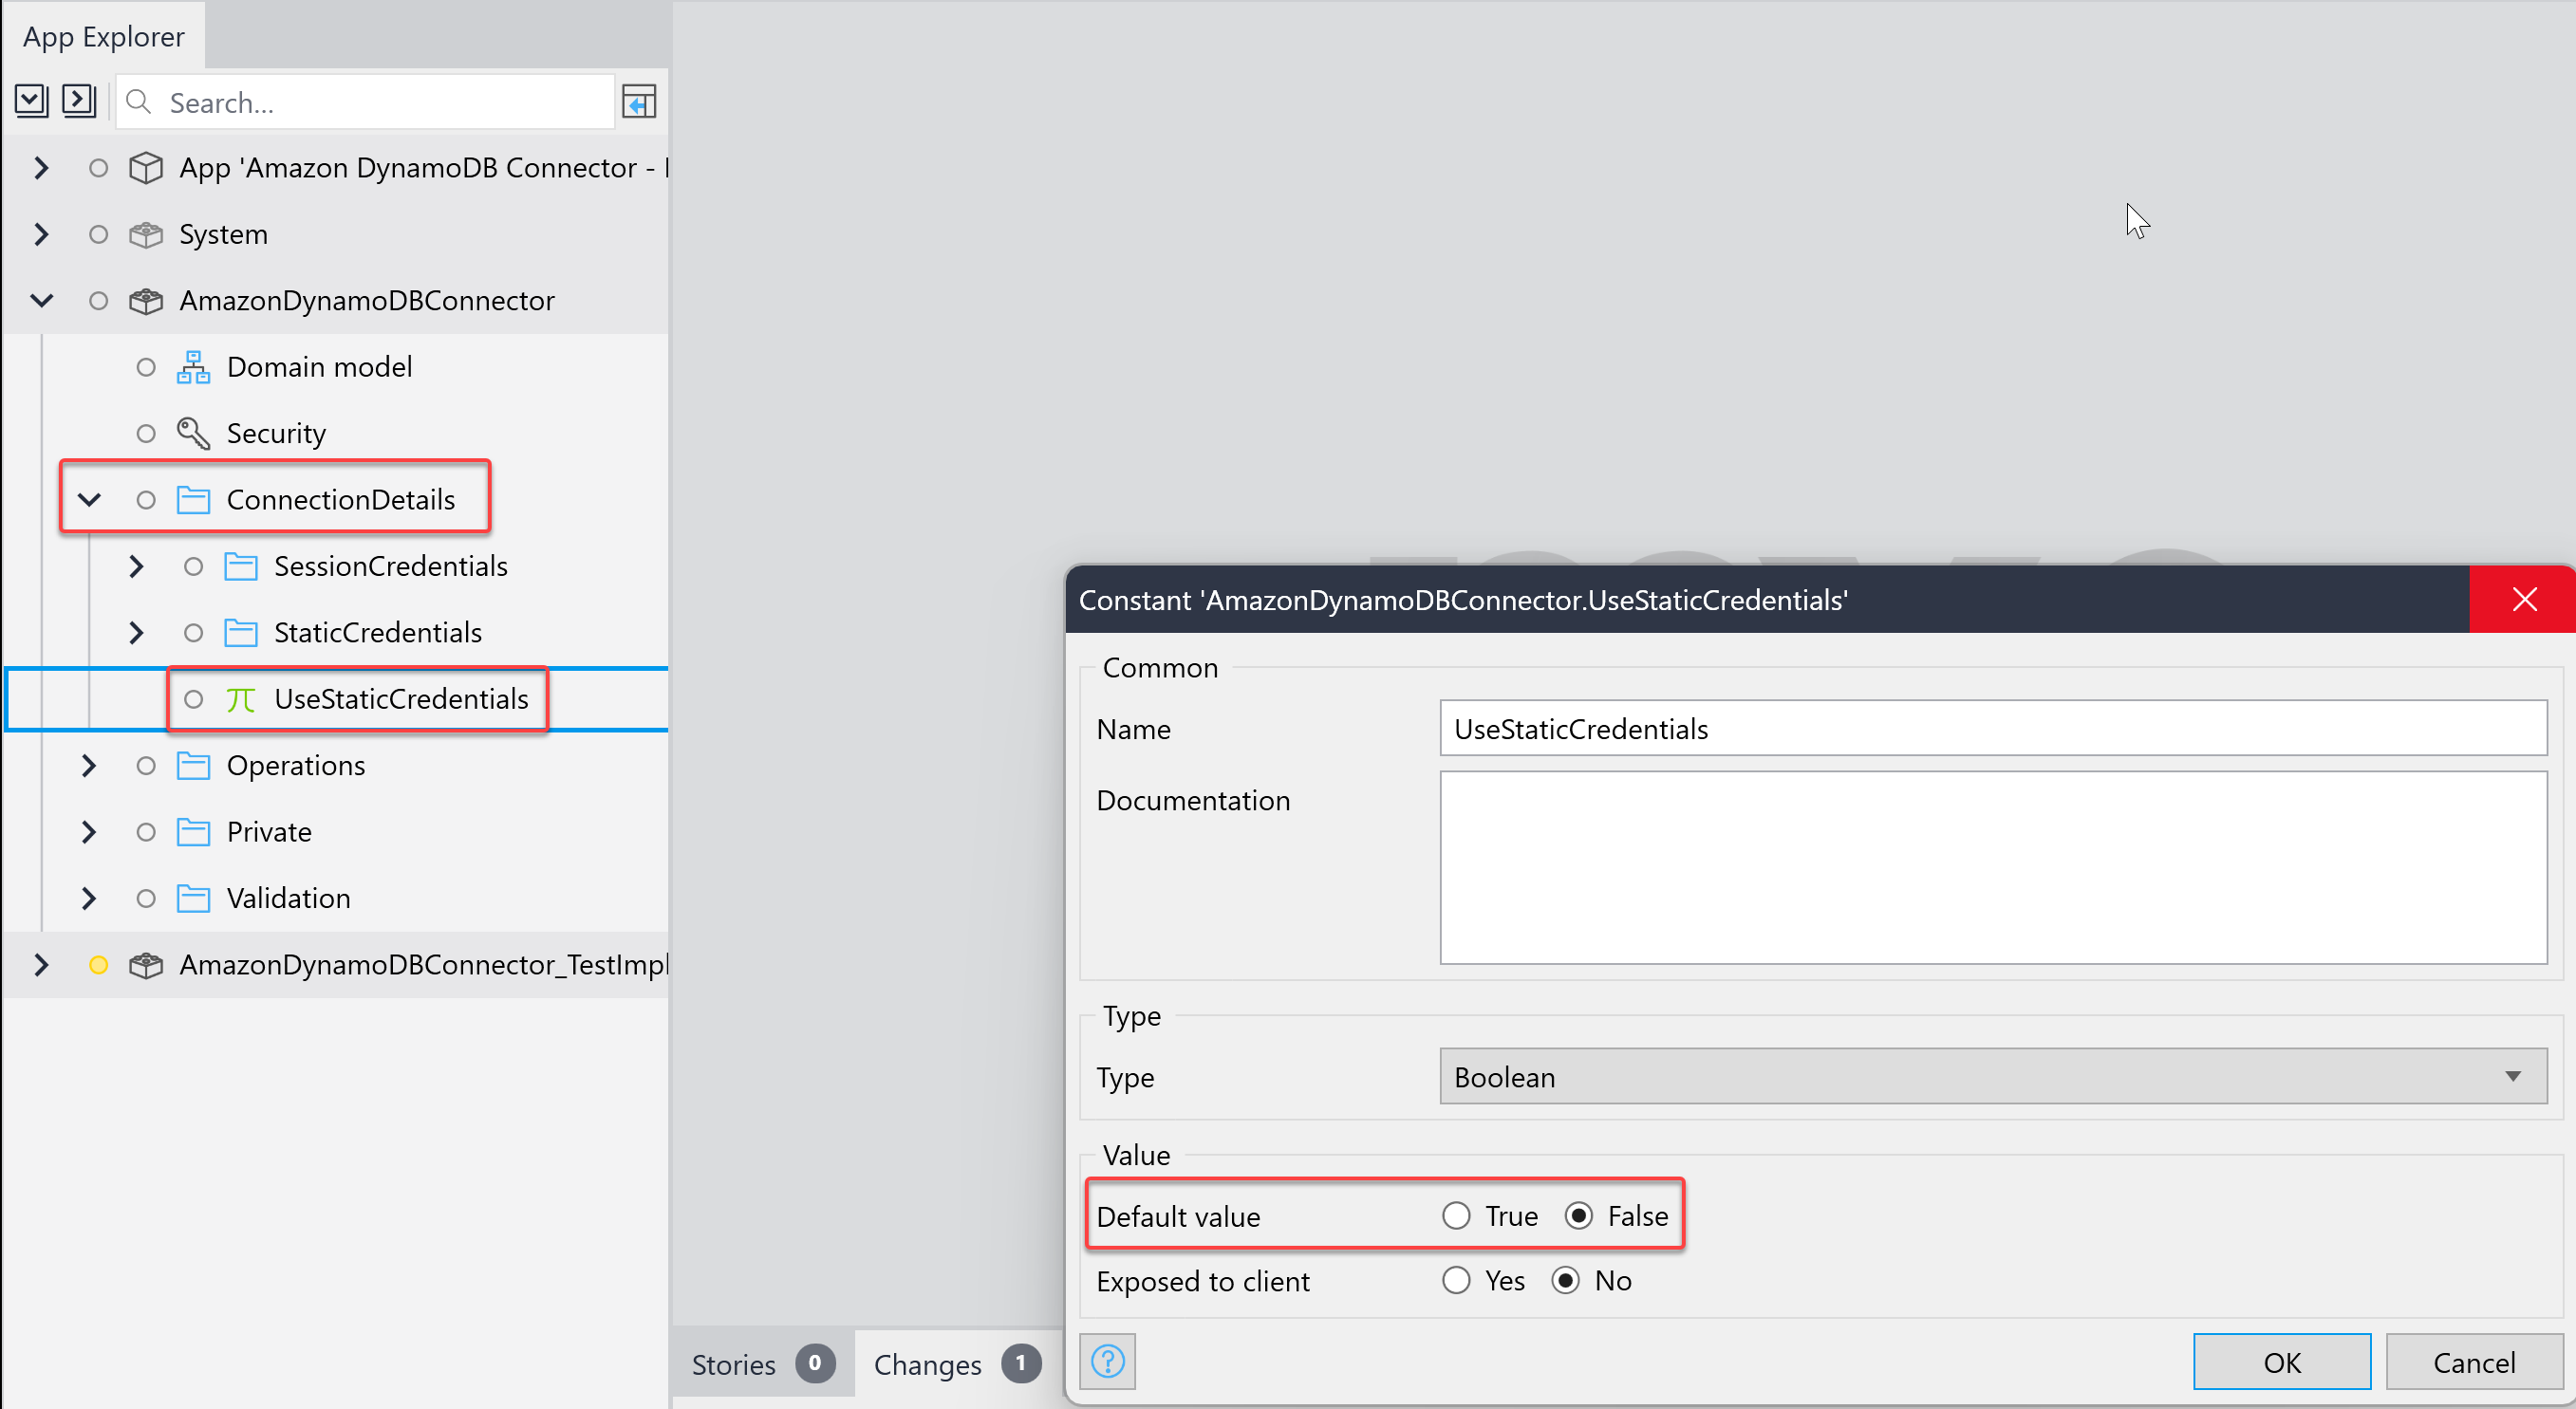 App Explorer
Search...
App 'Amazon DynamoDB Connector -
System
AmazonDynamoDBConnector
Domain model
Security
ConnectionDetails
SessionCredentials
StaticCredentials
UseStaticCredentials
Operations
Private
Validation
AmazonDynamoDBConnector_TestImpl
Constant 'AmazonDynamoDBConnector.UseStaticCredentials'
Common
Name UseStaticCredentials
Documentation
Type
Type Boolean
Value
Default value True False
Exposed to client Yes No
? OK Cancel
Stories 0 Changes 1